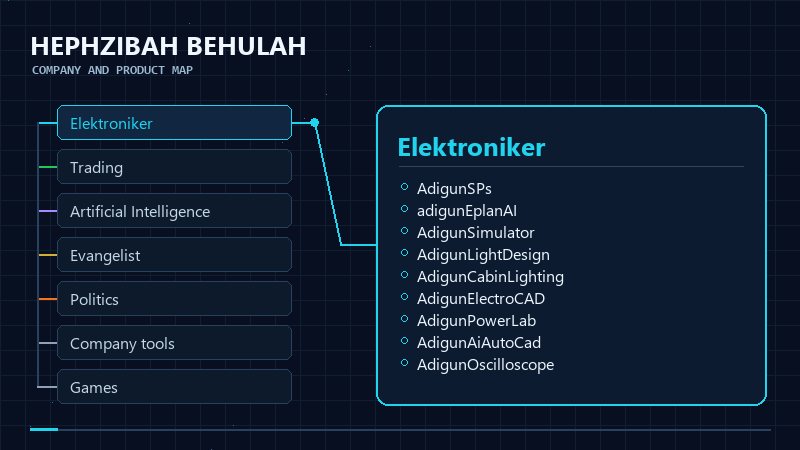 HEPHZIBAH BEHULAH
COMPANY AND PRODUCT MAP
Elektroniker
Trading
Artificial Intelligence
Evangelist
Politics
Company tools
Games
Elektroniker
AdigunSPs
adigunEplanAI
AdigunSimulator
AdigunLightDesign
AdigunCabinLighting
AdigunElectroCAD
AdigunPowerLab
AdigunAiAutoCad
AdigunOscilloscope